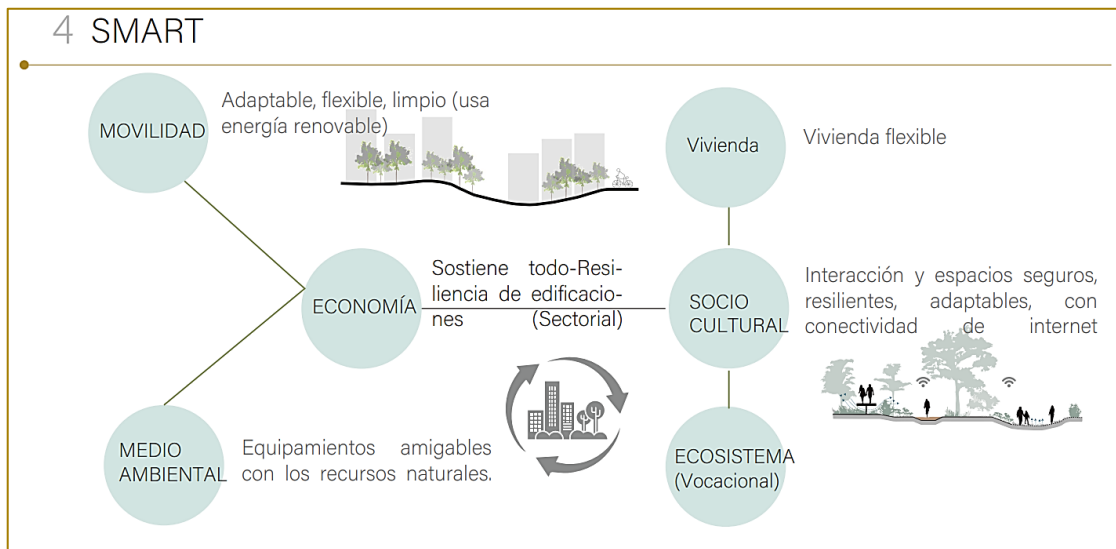 4 SMART
MOVILIDAD
Adaptable, flexible, limpio (usa
energía renovable)
Vivienda
Vivienda flexible
ECONOMÍA
Sostiene todo-Resi-
liencia de edificacio-
nes (Sectorial)
SOCIO
CULTURAL
Interacción y espacios seguros,
resilientes, adaptables, con
conectividad de internet
MEDIO
AMBIENTAL
Equipamientos amigables
con los recursos naturales.
ECOSISTEMA
(Vocacional)